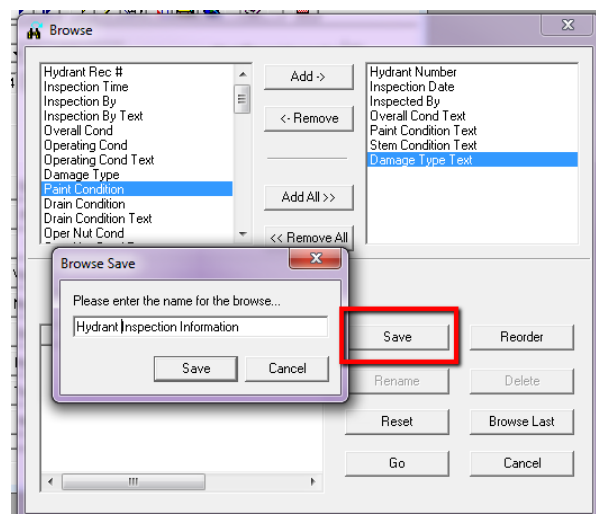 Browse
Hydrant Rec #
Inspection Time
Inspection By
Inspection By Text
Overall Cond
Operating Cond
Operating Cond Text
Damage Type
Paint Condition
Drain Condition
Drain Condition Text
Oper Nut Cond
Add ->
<- Remove
Add All >>
<< Remove All
Hydrant Number
Inspection Date
Inspected By
Overall Cond Text
Paint Condition Text
Stem Condition Text
Damage Type Text
Browse Save
Please enter the name for the browse...
Hydrant Inspection Information
Save
Cancel
Save
Reorder
Rename
Delete
Reset
Browse Last
Go
Cancel